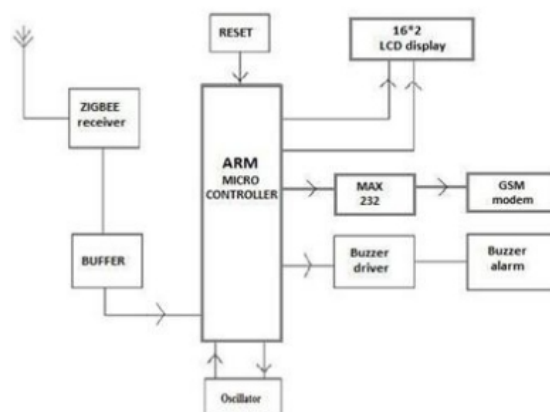 RESET
16*2
LCD display
ZIGBEE
receiver
ARM
MICRO
CONTROLLER
MAX
232
GSM
modem
BUFFER
Buzzer
driver
Buzzer
alarm
Oscillator